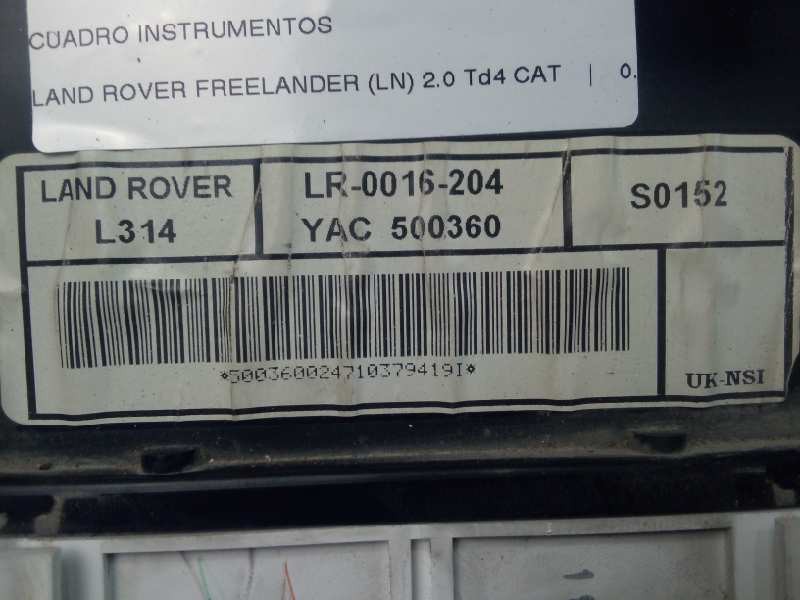 CUADRO INSTRUMENTOS
LAND ROVER FREELANDER (LN) 2.0 Td4 CAT | 0.
LAND ROVER
L314
LR-0016-204
YAC 500360
S0152
*500360024710379419I*
UK-NSI